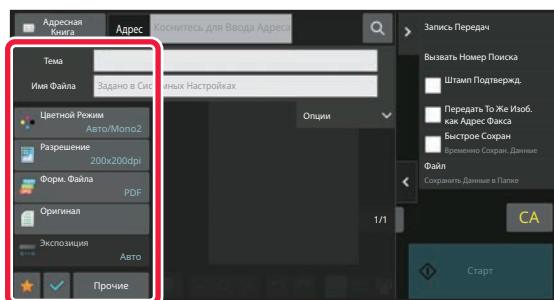 Адресная
Книга
Адрес
Коснитесь для Ввода Адреса
Тема
Имя Файла
Задано в Системных Настройках
Цветной Режим
Авто/Mono2
Разрешение
200x200dpi
Форм. Файла
PDF
Оригинал
Экспозиция
Авто
Прочие
Опции
1/1
Запись Передач
Вызвать Номер Поиска
Штамп Подтвержд.
Передать То Же Изоб.
как Адрес Факса
Быстрое Сохран
Временно Сохран. Данные
Файл
Сохранить Данные в Папке
CA
Старт